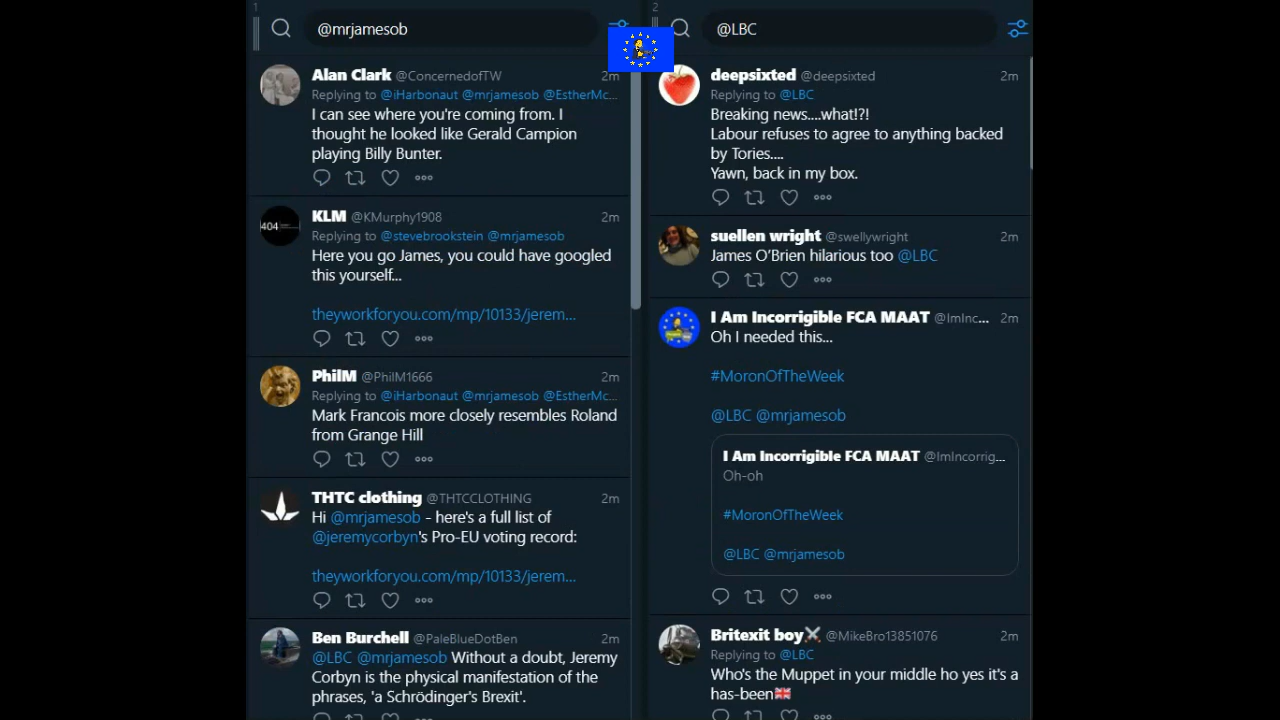 1
@mrjamesob
Alan Clark @ConcernedofTW 2m
Replying to @iHarbonaut @mrjamesob @EstherMc...
I can see where you're coming from. I
thought he looked like Gerald Campion
playing Billy Bunter.
KLM @KMurphy1908 2m
404
Replying to @stevebrookstein @mrjamesob
Here you go James, you could have googled
this yourself...
theyworkforyou.com/mp/10133/jerem...
PhilM @PhilM1666 2m
Replying to @iHarbonaut @mrjamesob @EstherMc...
Mark Francois more closely resembles Roland
from Grange Hill
THTC clothing @THTCCLOTHING 2m
Hi @mrjamesob - here's a full list of
@jeremycorbyn's Pro-EU voting record:
theyworkforyou.com/mp/10133/jerem...
Ben Burchell @PaleBlueDotBen 2m
@LBC @mrjamesob Without a doubt, Jeremy
Corbyn is the physical manifestation of the
phrases, 'a Schrödinger's Brexit'.
2
@LBC
deepsixted @deepsixted 2m
Replying to @LBC
Breaking news....what!?!
Labour refuses to agree to anything backed
by Tories....
Yawn, back in my box.
suellen wright @swellywright 2m
James O'Brien hilarious too @LBC
I Am Incorrigible FCA MAAT @ImInc... 2m
Oh I needed this...
#MoronOfTheWeek
@LBC @mrjamesob
I Am Incorrigible FCA MAAT @ImIncorrig...
Oh-oh
#MoronOfTheWeek
@LBC @mrjamesob
Britexit boy⚔ @MikeBro13851076 2m
Replying to @LBC
Who's the Muppet in your middle ho yes it's a
has-been🇬🇧